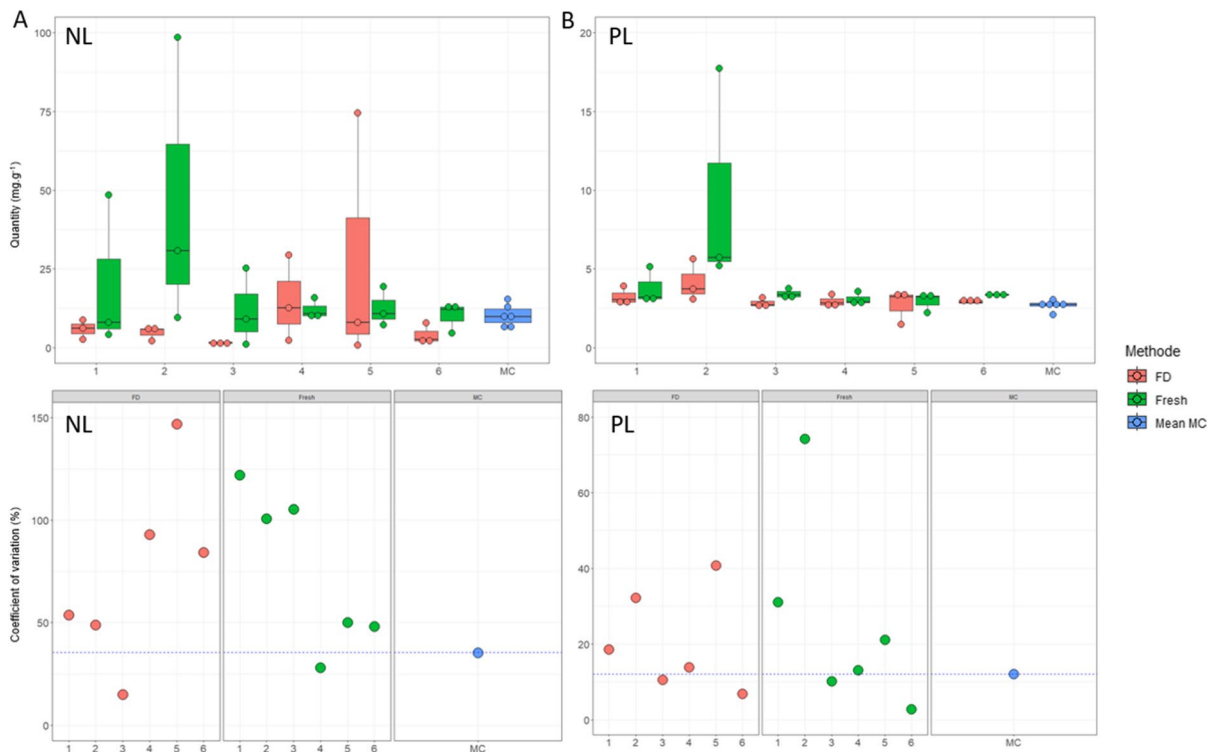 A
NL
B
PL
Quantity (mg.g⁻¹)
100
75
50
25
0
1 2 3 4 5 6 MC
20
15
10
5
0
1 2 3 4 5 6 MC
Methode
FD
Fresh
Mean MC
FD Fresh MC
NL
Coefficient of variation (%)
150
100
50
0
1 2 3 4 5 6 1 2 3 4 5 6 MC
FD Fresh MC
PL
80
60
40
20
0
1 2 3 4 5 6 1 2 3 4 5 6 MC